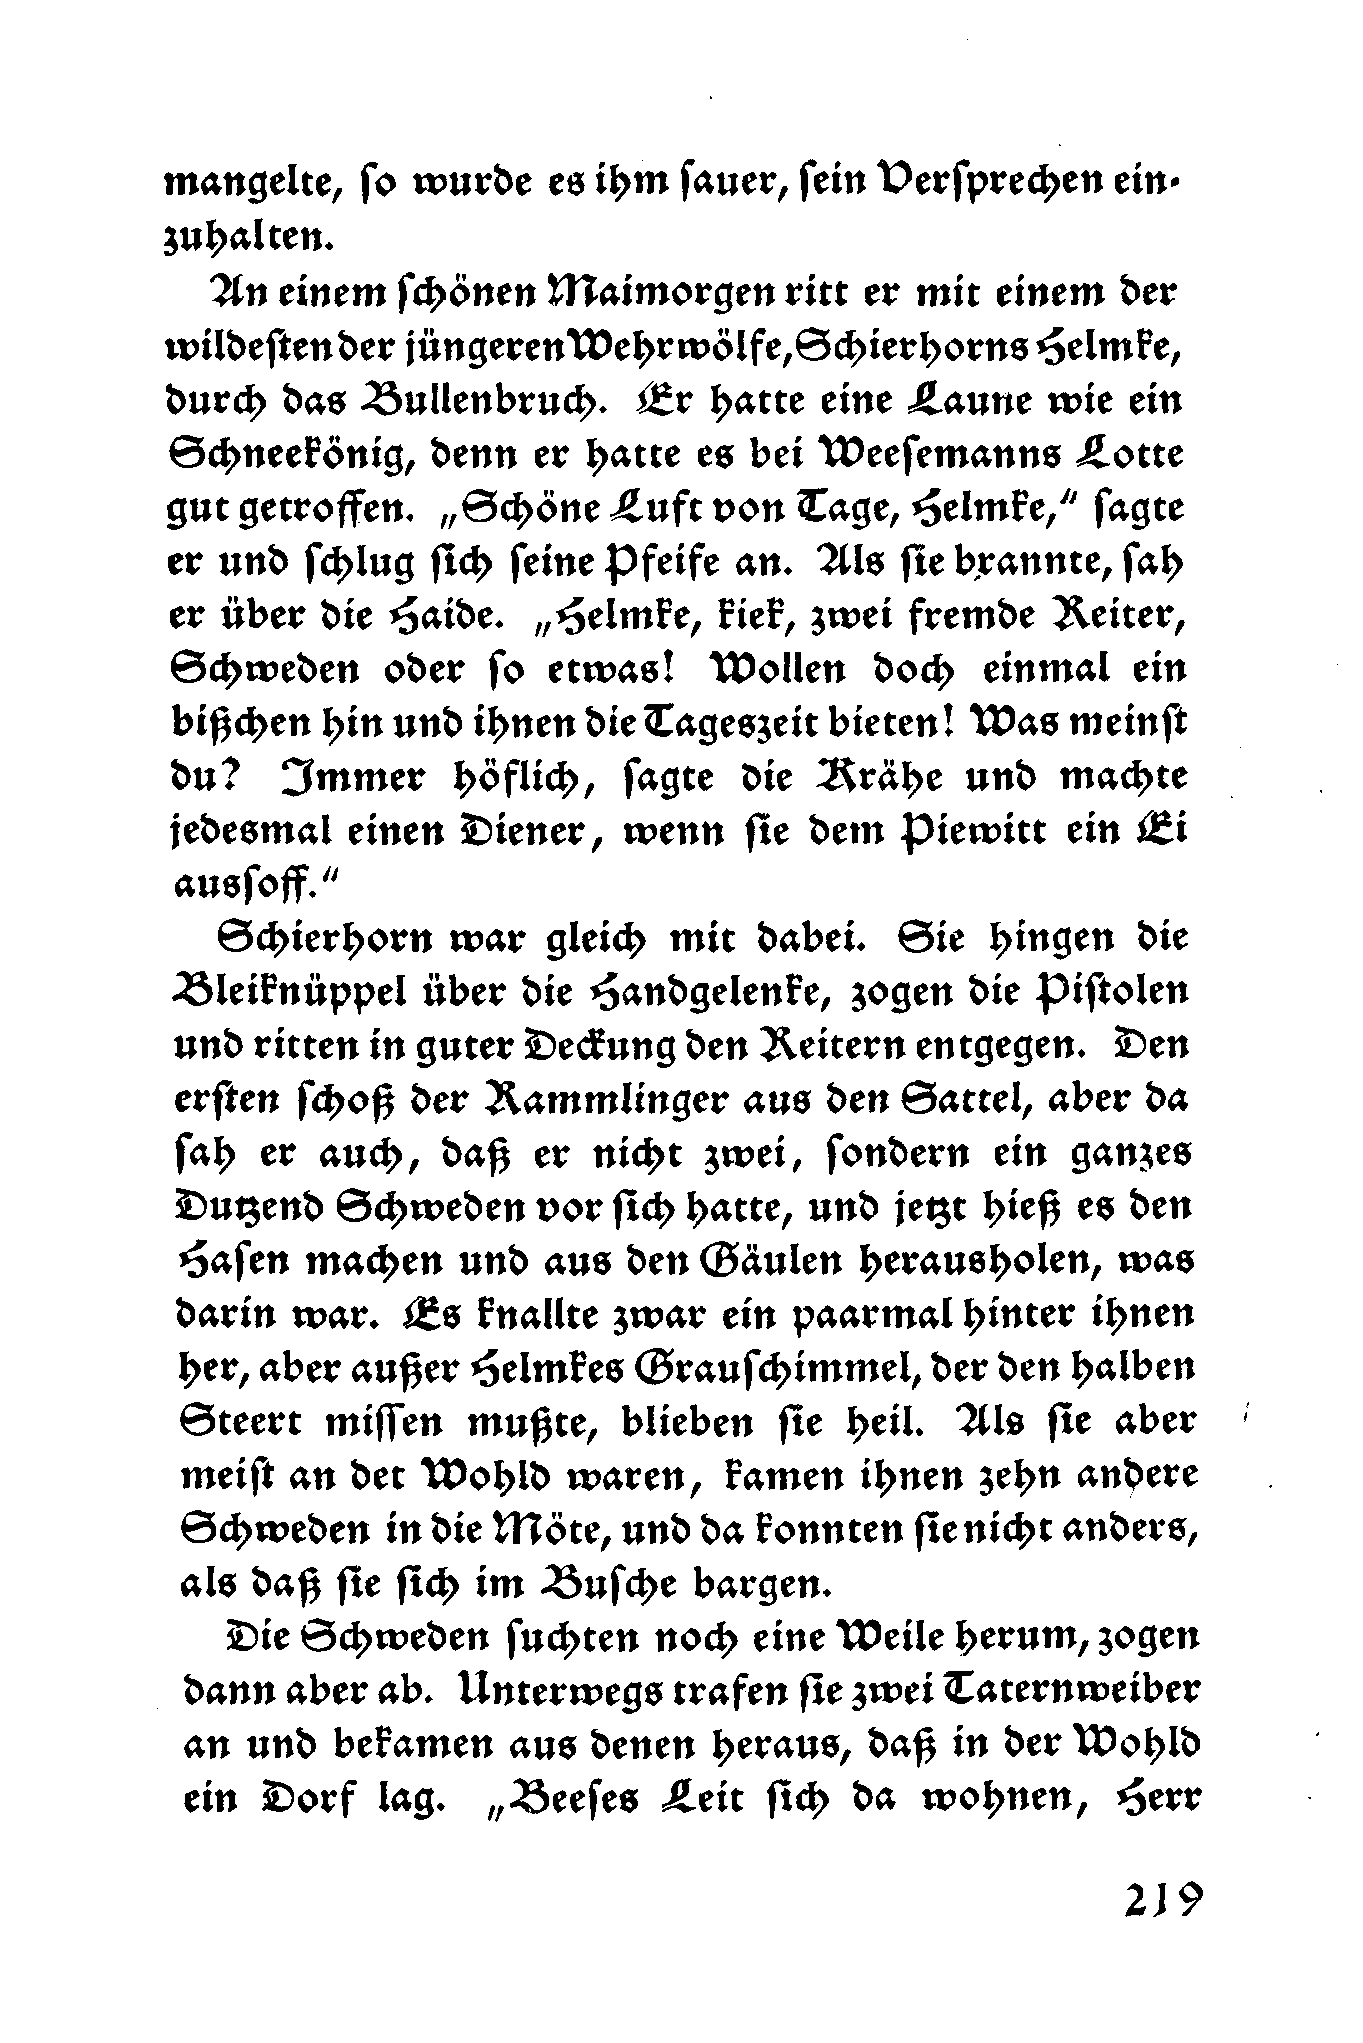 mangelte, so wurde es ihm sauer, sein Versprechen ein-
zuhalten.
An einem schönen Maimorgen ritt er mit einem der
wildesten der jüngeren Wehrwölfe, Schierhorns Helmke,
durch das Bullenbruch. Er hatte eine Laune wie ein
Schneekönig, denn er hatte es bei Weesemanns Lotte
gut getroffen. „Schöne Luft von Tage, Helmke,“ sagte
er und schlug sich seine Pfeife an. Als sie brannte, sah
er über die Haide. „Helmke, kiek, zwei fremde Reiter,
Schweden oder so etwas! Wollen doch einmal ein
bißchen hin und ihnen die Tageszeit bieten! Was meinst
du? Immer höflich, sagte die Krähe und machte
jedesmal einen Diener, wenn sie dem Piewitt ein Ei
aussoff.“
Schierhorn war gleich mit dabei. Sie hingen die
Bleiknüppel über die Handgelenke, zogen die Pistolen
und ritten in guter Deckung den Reitern entgegen. Den
ersten schoß der Rammlinger aus den Sattel, aber da
sah er auch, daß er nicht zwei, sondern ein ganzes
Dutzend Schweden vor sich hatte, und jetzt hieß es den
Hasen machen und aus den Gäulen herausholen, was
darin war. Es knallte zwar ein paarmal hinter ihnen
her, aber außer Helmkes Grauschimmel, der den halben
Steert missen mußte, blieben sie heil. Als sie aber
meist an det Wohld waren, kamen ihnen zehn andere
Schweden in die Möte, und da konnten sie nicht anders,
als daß sie sich im Busche bargen.
Die Schweden suchten noch eine Weile herum, zogen
dann aber ab. Unterwegs trafen sie zwei Taternweiber
an und bekamen aus denen heraus, daß in der Wohld
ein Dorf lag. „Beeses Leit sich da wohnen, Herr
219